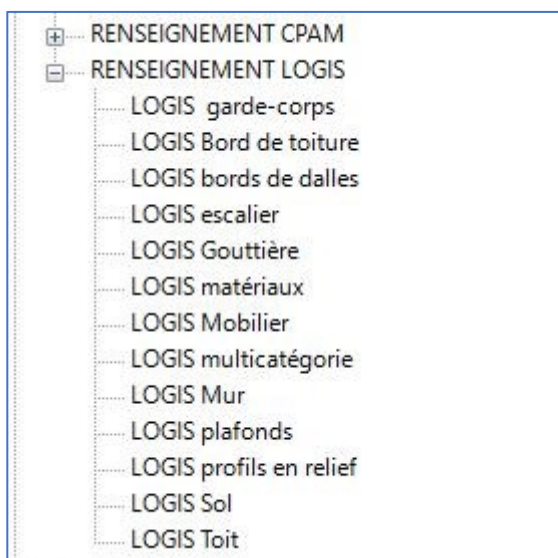 RENSEIGNEMENT CPAM
RENSEIGNEMENT LOGIS
LOGIS  garde-corps
LOGIS Bord de toiture
LOGIS bords de dalles
LOGIS escalier
LOGIS Gouttière
LOGIS matériaux
LOGIS Mobilier
LOGIS multicatégorie
LOGIS Mur
LOGIS plafonds
LOGIS profils en relief
LOGIS Sol
LOGIS Toit